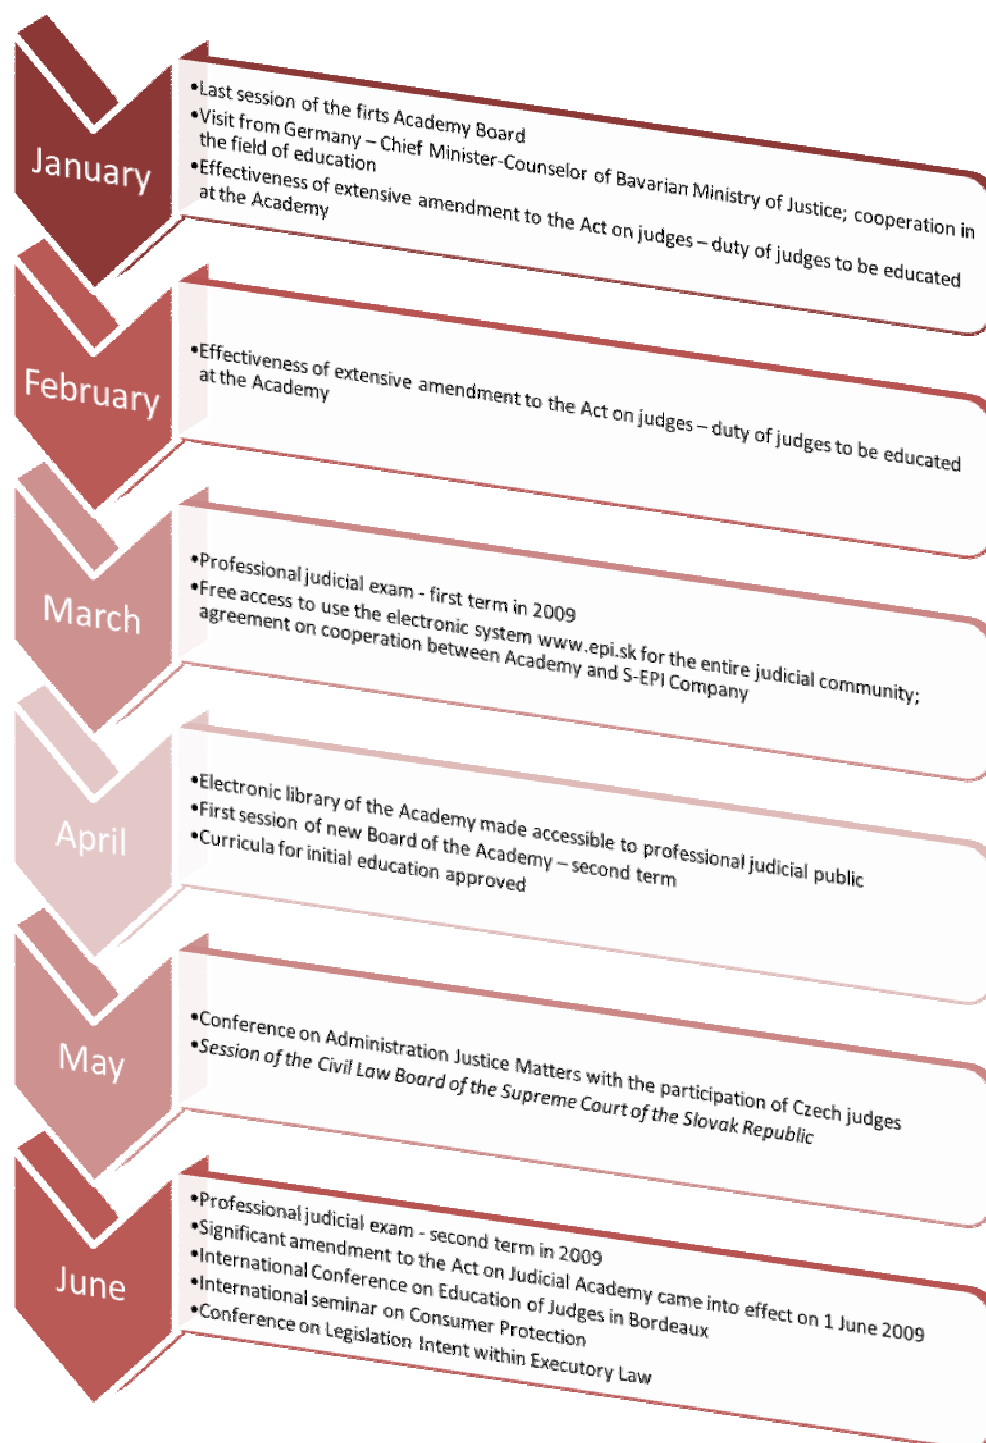 January
•Last session of the firts Academy Board
•Visit from Germany – Chief Minister-Counselor of Bavarian Ministry of Justice; cooperation in
the field of education
•Effectiveness of extensive amendment to the Act on judges – duty of judges to be educated
at the Academy
February
•Effectiveness of extensive amendment to the Act on judges – duty of judges to be educated
at the Academy
March
•Professional judicial exam - first term in 2009
•Free access to use the electronic system www.epi.sk for the entire judicial community;
agreement on cooperation between Academy and S-EPI Company
April
•Electronic library of the Academy made accessible to professional judicial public
•First session of new Board of the Academy – second term
•Curricula for initial education approved
May
•Conference on Administration Justice Matters with the participation of Czech judges
•Session of the Civil Law Board of the Supreme Court of the Slovak Republic
June
•Professional judicial exam - second term in 2009
•Significant amendment to the Act on Judicial Academy came into effect on 1 June 2009
•International Conference on Education of Judges in Bordeaux
•International seminar on Consumer Protection
•Conference on Legislation Intent within Executory Law